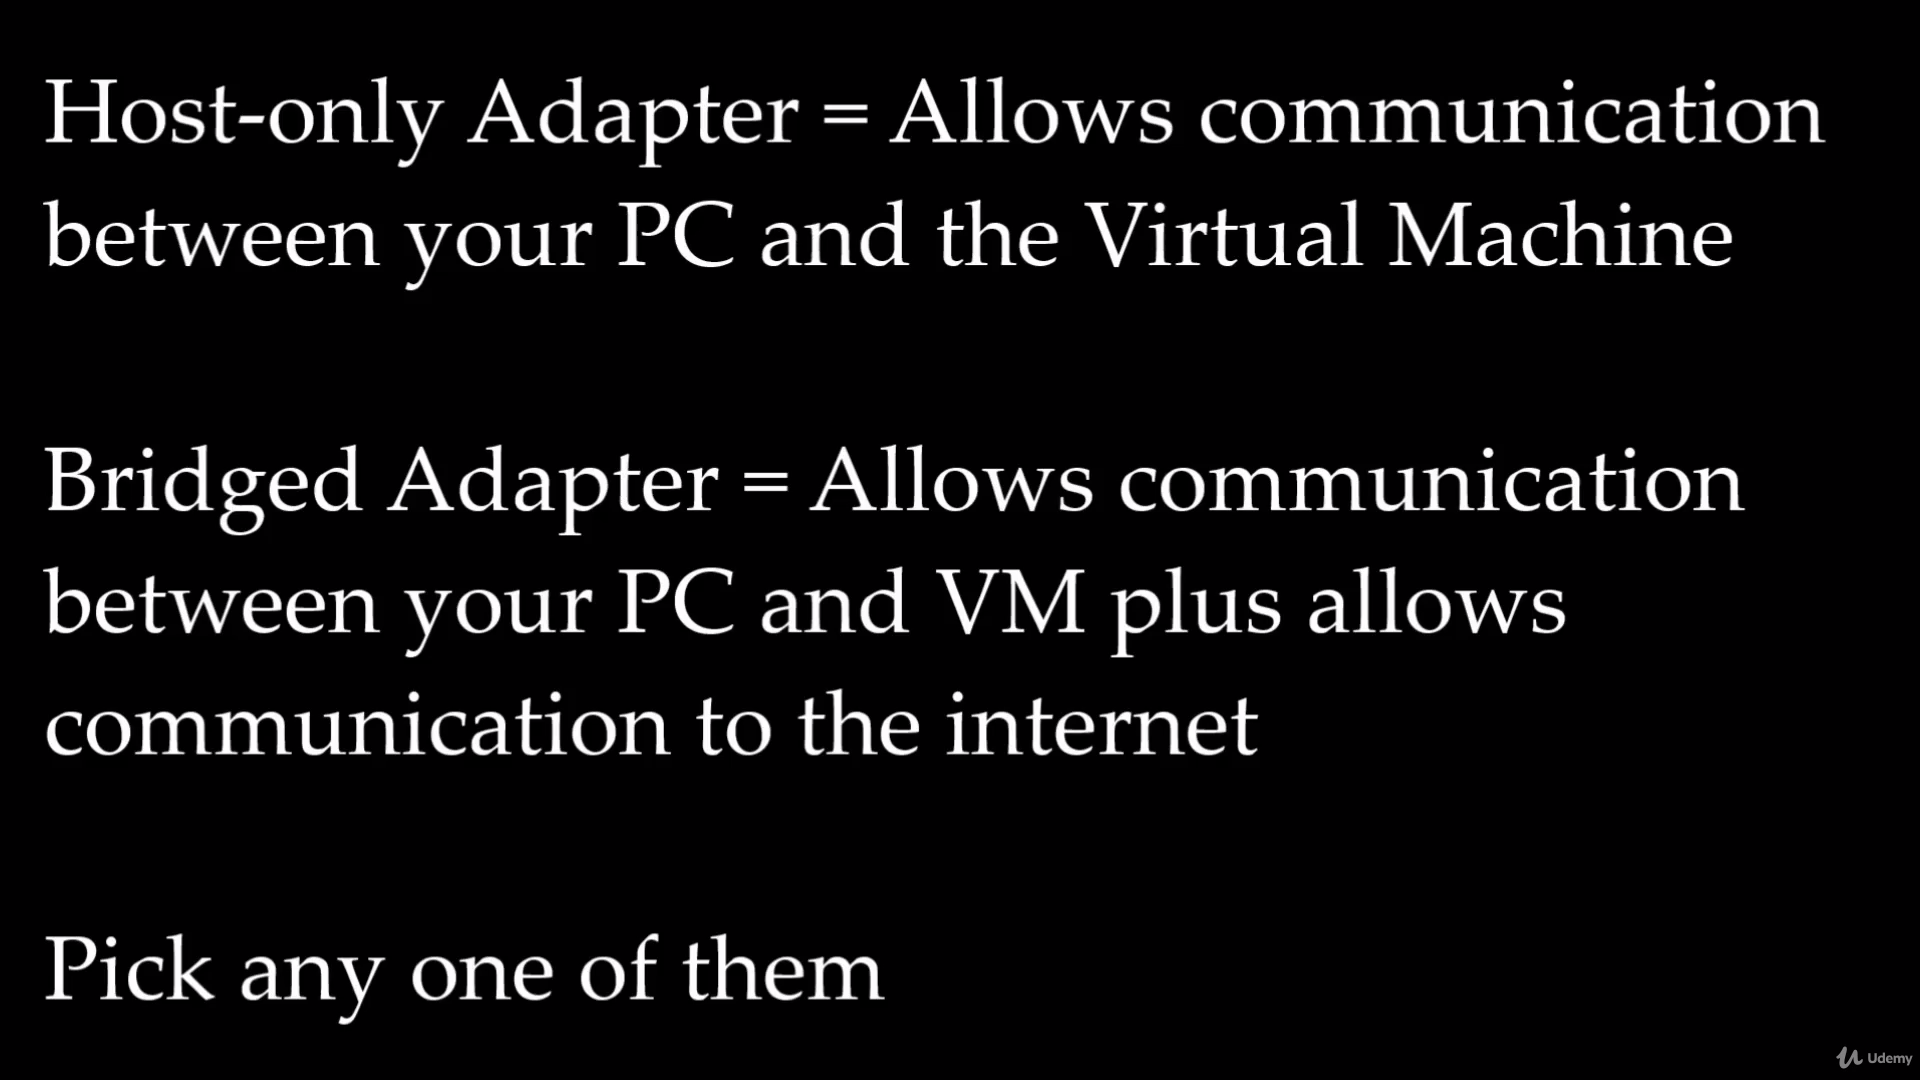 Host-only Adapter = Allows communication
between your PC and the Virtual Machine
Bridged Adapter = Allows communication
between your PC and VM plus allows
communication to the internet
Pick any one of them
Udemy